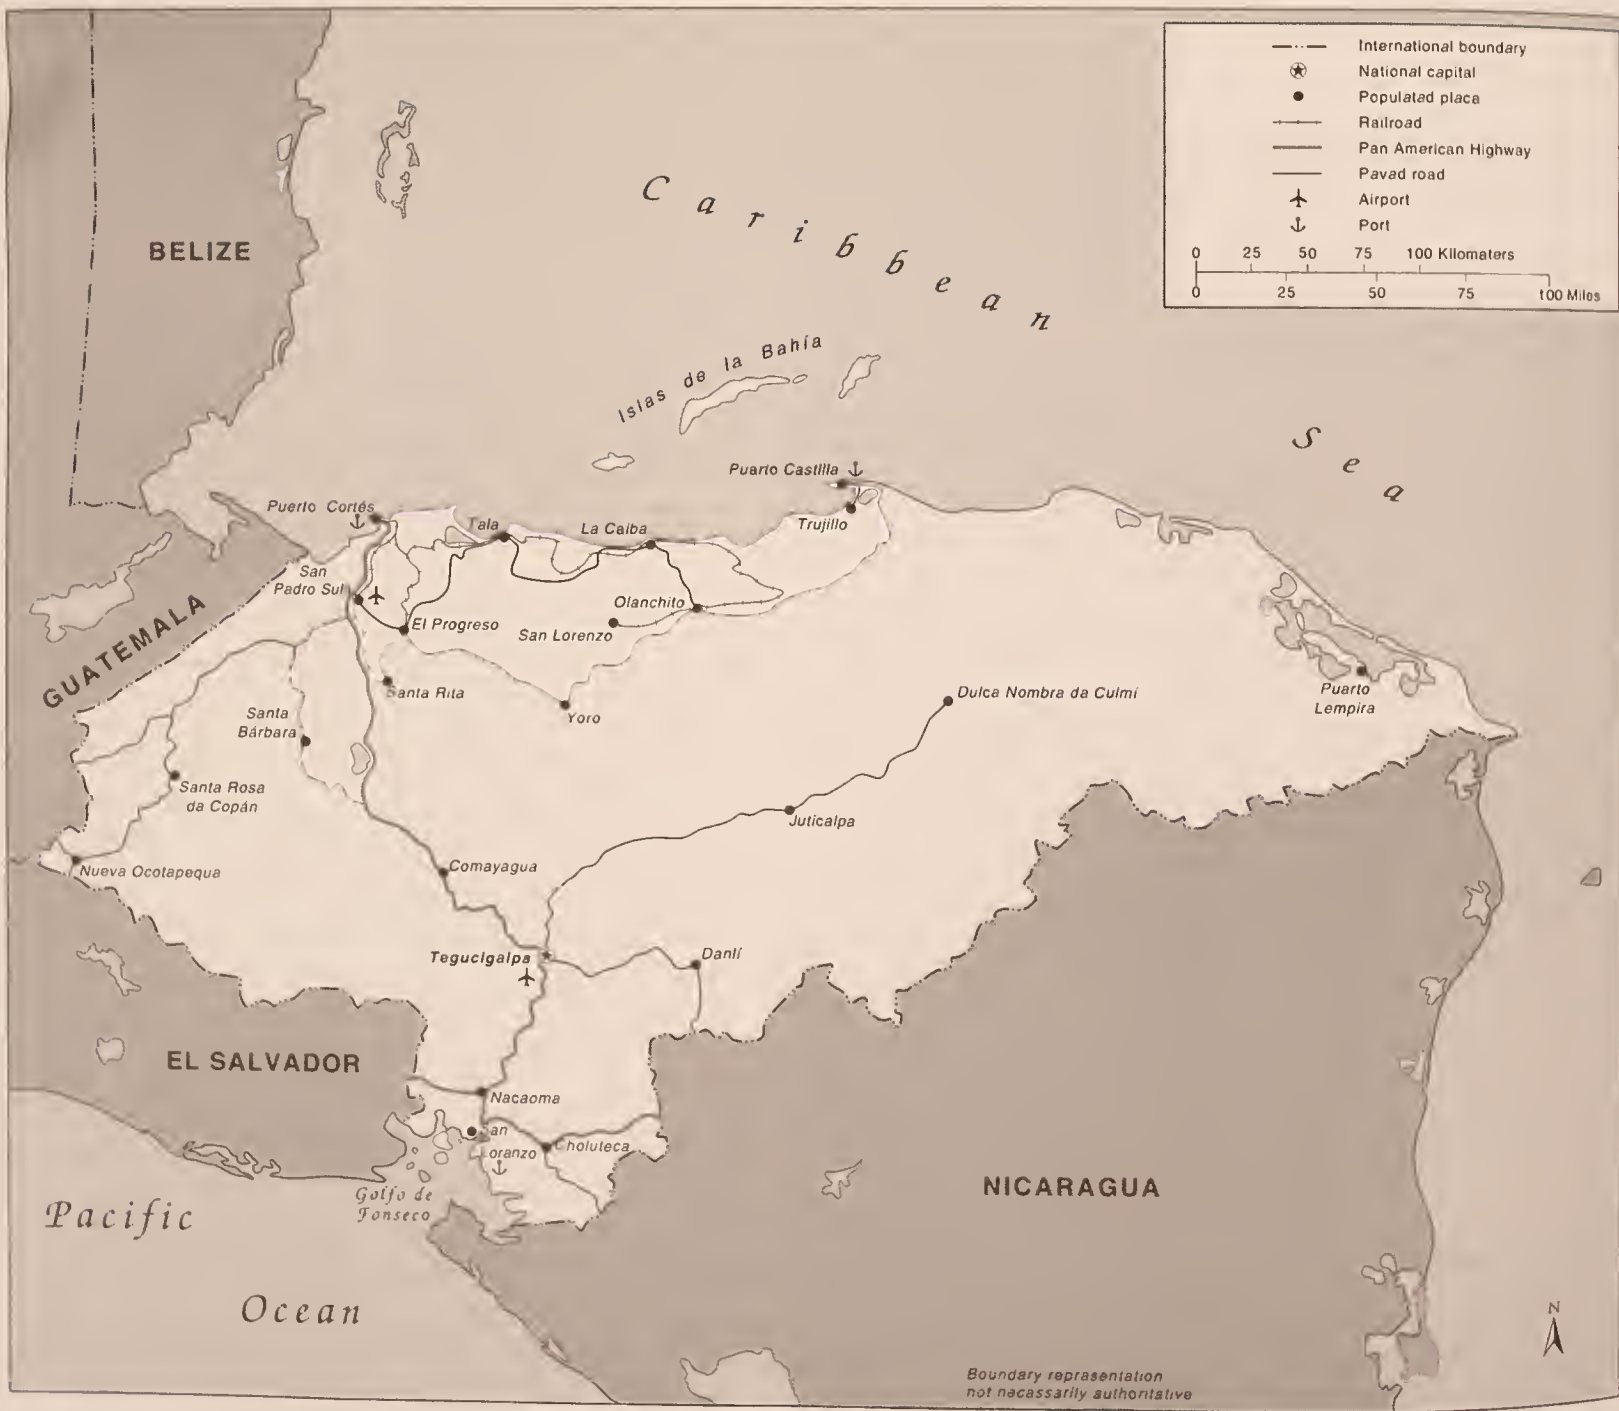 International boundary
National capital
Populatad placa
Railroad
Pan American Highway
Pavad road
Airport
Port
0 25 50 75 100 Kilomaters
0 25 50 75 100 Miles
BELIZE
Caribbean
Sea
Islas de la Bahía
Puarto Castilla
Trujillo
Puerto Cortés
Tala
La Caiba
San
Padro Sul
El Progreso
Olanchito
San Lorenzo
GUATEMALA
Santa Rita
Yoro
Dulca Nombra da Culmí
Puarto
Lempira
Santa
Bárbara
Santa Rosa
da Copán
Juticalpa
Nueva Ocotapequa
Comayagua
Tegucigalpa
Danlí
EL SALVADOR
Nacaoma
San
Loranzo
Choluteca
Golfo de
Fonseco
NICARAGUA
Pacific
Ocean
N
Boundary reprasentation
not nacassarily authoritative